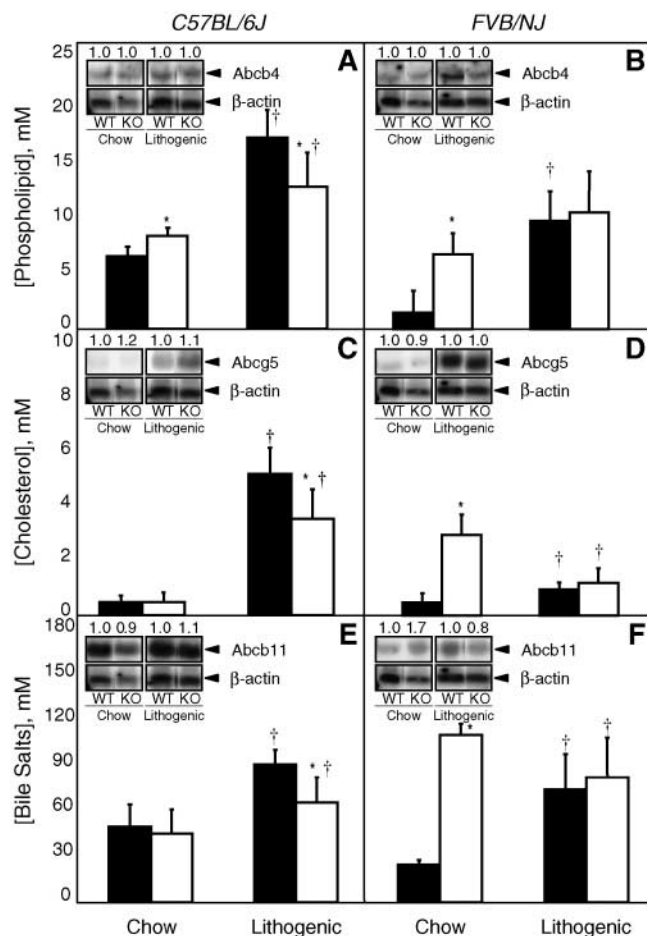 C57BL/6J FVB/NJ
25
20
15
10
5
0
[Phospholipid], mM
1.0 1.0 1.0 1.0
A
Abcb4
β-actin
WT KO WT KO
Chow Lithogenic
* † * †
1.0 1.0 1.0 1.0
B
Abcb4
β-actin
WT KO WT KO
Chow Lithogenic
* †
10
8
6
4
2
0
[Cholesterol], mM
1.0 1.2 1.0 1.1
C
Abcg5
β-actin
WT KO WT KO
Chow Lithogenic
† * †
1.0 0.9 1.0 1.0
D
Abcg5
β-actin
WT KO WT KO
Chow Lithogenic
* † †
180
150
120
90
60
30
0
[Bile Salts], mM
1.0 0.9 1.0 1.1
E
Abcb11
β-actin
WT KO WT KO
Chow Lithogenic
† * †
1.0 1.7 1.0 0.8
F
Abcb11
β-actin
WT KO WT KO
Chow Lithogenic
* † †
Chow Lithogenic Chow Lithogenic